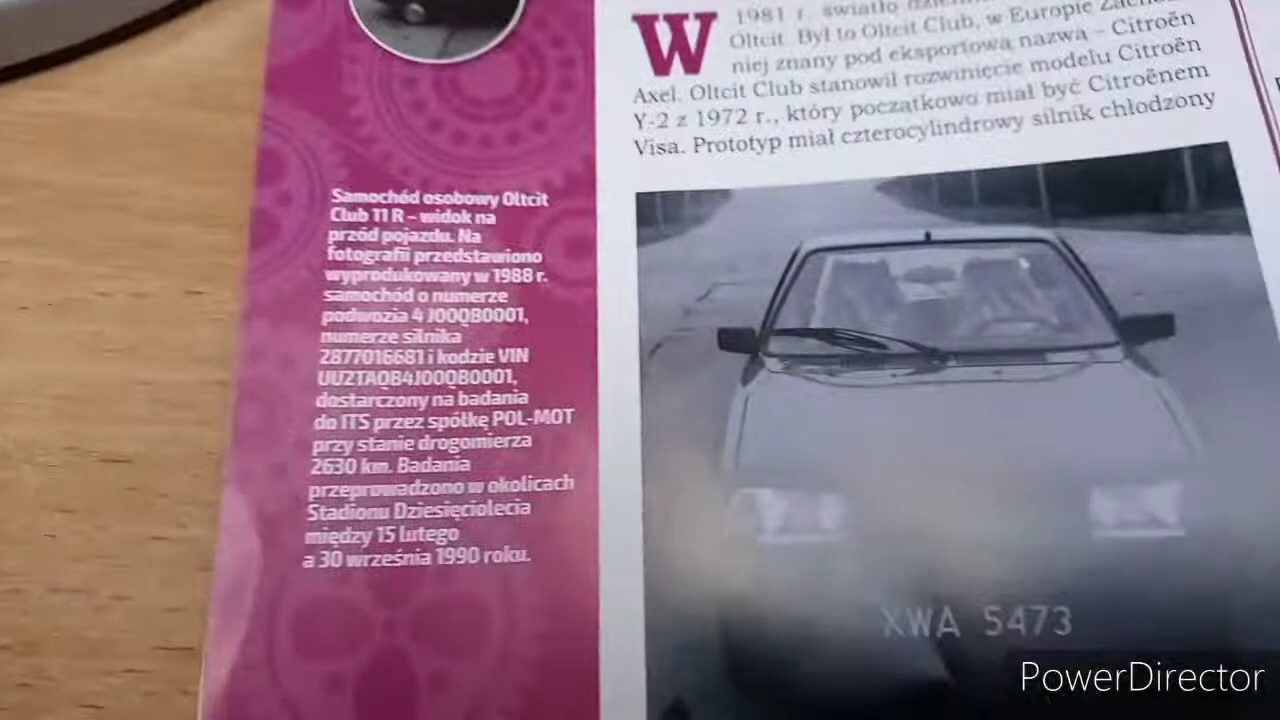 Samochód osobowy Oltcit
Club 11 R – widok na
przód pojazdu. Na
fotografii przedstawiono
wyprodukowany w 1988 r.
samochód o numerze
podwozia 4 J00QB0001,
numerze silnika
2877016681 i kodzie VIN
UU2TAQB4J00QB0001,
dostarczony na badania
do ITS przez spółkę POL-MOT
przy stanie drogomierza
2630 km. Badania
przeprowadzono w okolicach
Stadionu Dziesięciolecia
między 15 lutego
a 30 września 1990 roku.
W 1981 r. światło
Oltcit. Był to Oltcit Club, w Europie
niej znany pod eksportową nazwą – Citroën
Axel. Oltcit Club stanowił rozwinięcie modelu Citroën
Y-2 z 1972 r., który początkowo miał być Citroënem
Visa. Prototyp miał czterocylindrowy silnik chłodzony
XWA 5473
PowerDirector